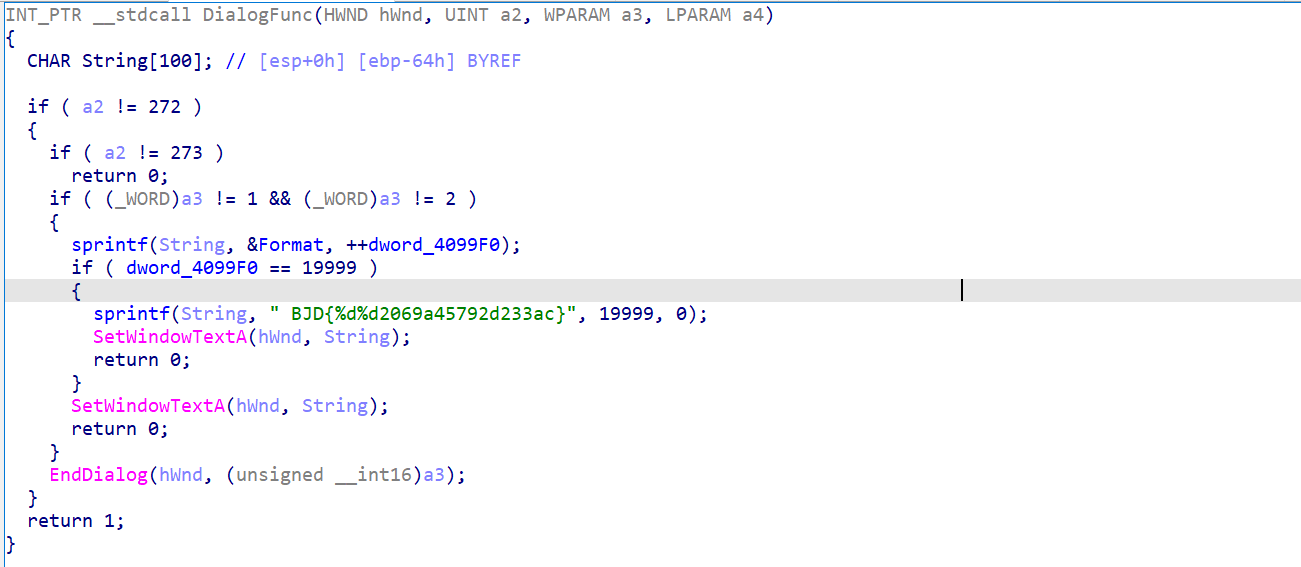 INT_PTR __stdcall DialogFunc(HWND hWnd, UINT a2, WPARAM a3, LPARAM a4)
{
  CHAR String[100]; // [esp+0h] [ebp-64h] BYREF

  if ( a2 != 272 )
  {
    if ( a2 != 273 )
      return 0;
    if ( (_WORD)a3 != 1 && (_WORD)a3 != 2 )
    {
      sprintf(String, &Format, ++dword_4099F0);
      if ( dword_4099F0 == 19999 )
      {
        sprintf(String, " BJD{%d%d2069a45792d233ac}", 19999, 0);
        SetWindowTextA(hWnd, String);
        return 0;
      }
      SetWindowTextA(hWnd, String);
      return 0;
    }
    EndDialog(hWnd, (unsigned __int16)a3);
  }
  return 1;
}